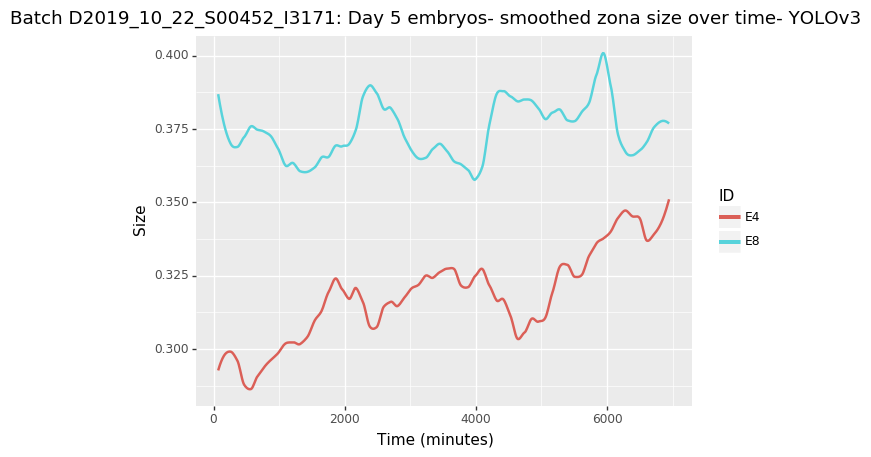 Batch D2019_10_22_S00452_I3171: Day 5 embryos- smoothed zona size over time- YOLOv3
0.400
0.375
0.350
0.325
0.300
Size
0
2000
4000
6000
Time (minutes)
ID
E4
E8